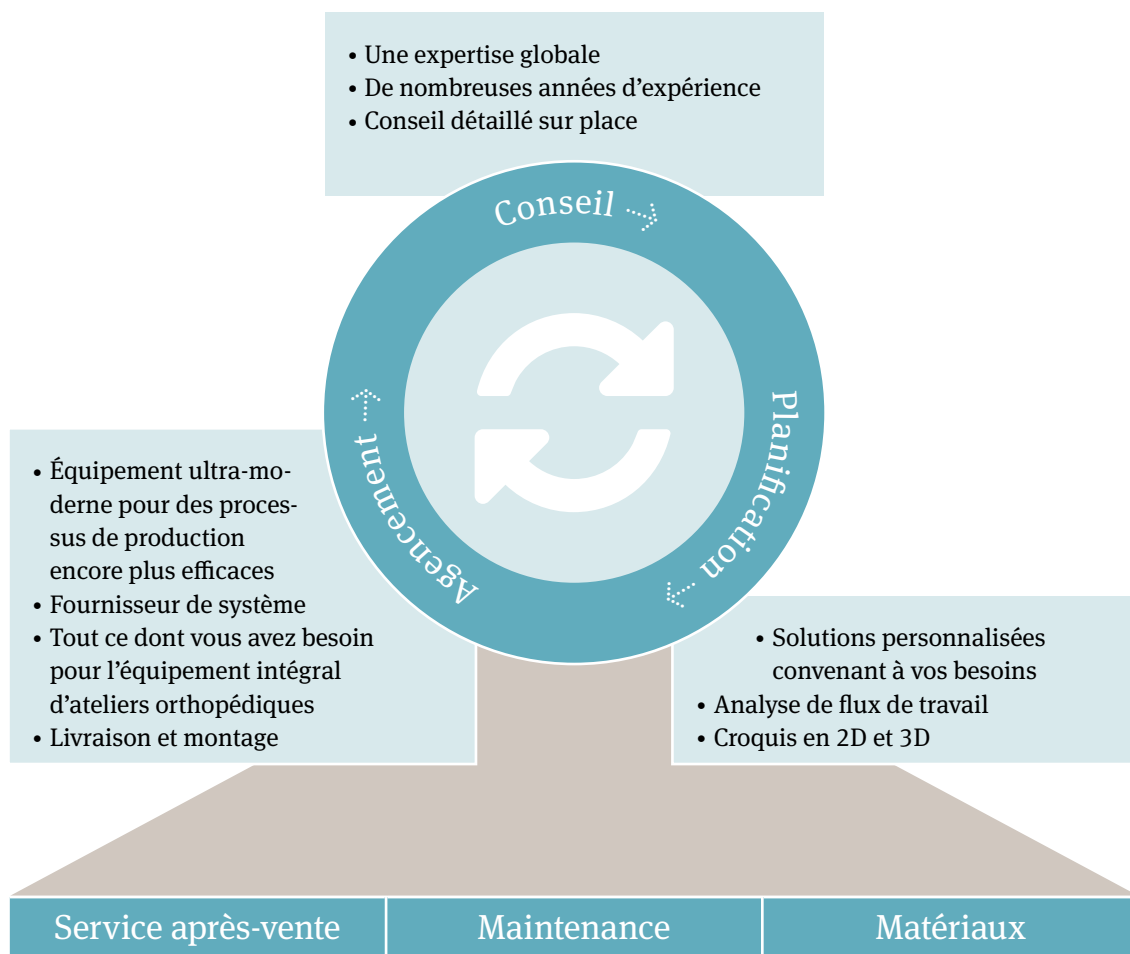 • Une expertise globale
• De nombreuses années d’expérience
• Conseil détaillé sur place
Conseil
Planification
Agencement
• Équipement ultra-mo-
derne pour des proces-
sus de production
encore plus efficaces
• Fournisseur de système
• Tout ce dont vous avez besoin
pour l’équipement intégral
d’ateliers orthopédiques
• Livraison et montage
• Solutions personnalisées
convenant à vos besoins
• Analyse de flux de travail
• Croquis en 2D et 3D
Service après-vente
Maintenance
Matériaux